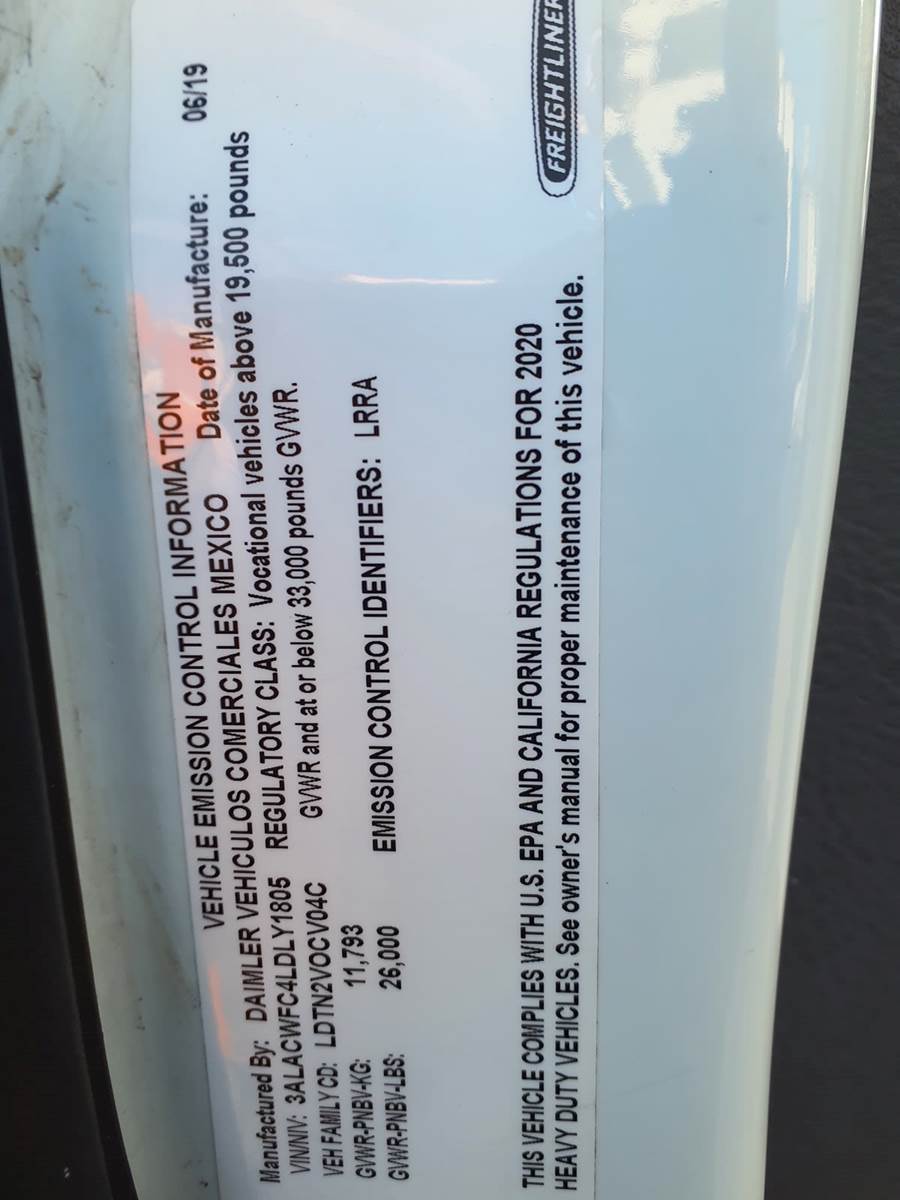 VEHICLE EMISSION CONTROL INFORMATION
Manufactured By: DAIMLER VEHICULOS COMERCIALES MEXICO Date of Manufacture: 06/19
VIN/NIV: 3ALACWFC4LDLY1805 REGULATORY CLASS: Vocational vehicles above 19,500 pounds
VEH FAMILY CD: LDTN2VOCV04C GVWR and at or below 33,000 pounds GVWR.
GVWR-PNBV-KG: 11,793
GVWR-PNBV-LBS: 26,000 EMISSION CONTROL IDENTIFIERS: LRRA
THIS VEHICLE COMPLIES WITH U.S. EPA AND CALIFORNIA REGULATIONS FOR 2020
HEAVY DUTY VEHICLES. See owner's manual for proper maintenance of this vehicle.
FREIGHTLINER